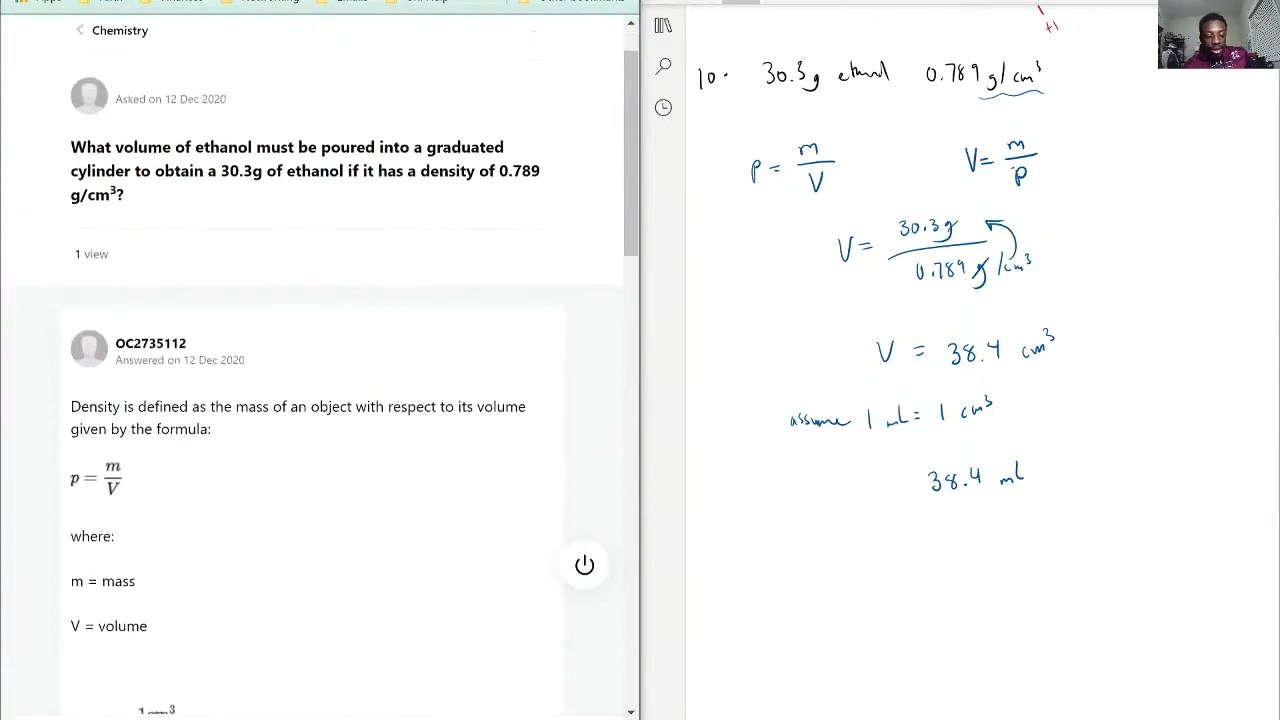 Chemistry
Asked on 12 Dec 2020
What volume of ethanol must be poured into a graduated
cylinder to obtain a 30.3g of ethanol if it has a density of 0.789
g/cm³?
1 view
OC2735112
Answered on 12 Dec 2020
Density is defined as the mass of an object with respect to its volume
given by the formula:
p = m/V
where:
m = mass
V = volume
+1
10. 30.3g ethanol 0.789 g/cm³
p = m/V V = m/p
V = 30.3g / 0.789 g/cm³
V = 38.4 cm³
assume 1 mL = 1 cm³
38.4 mL